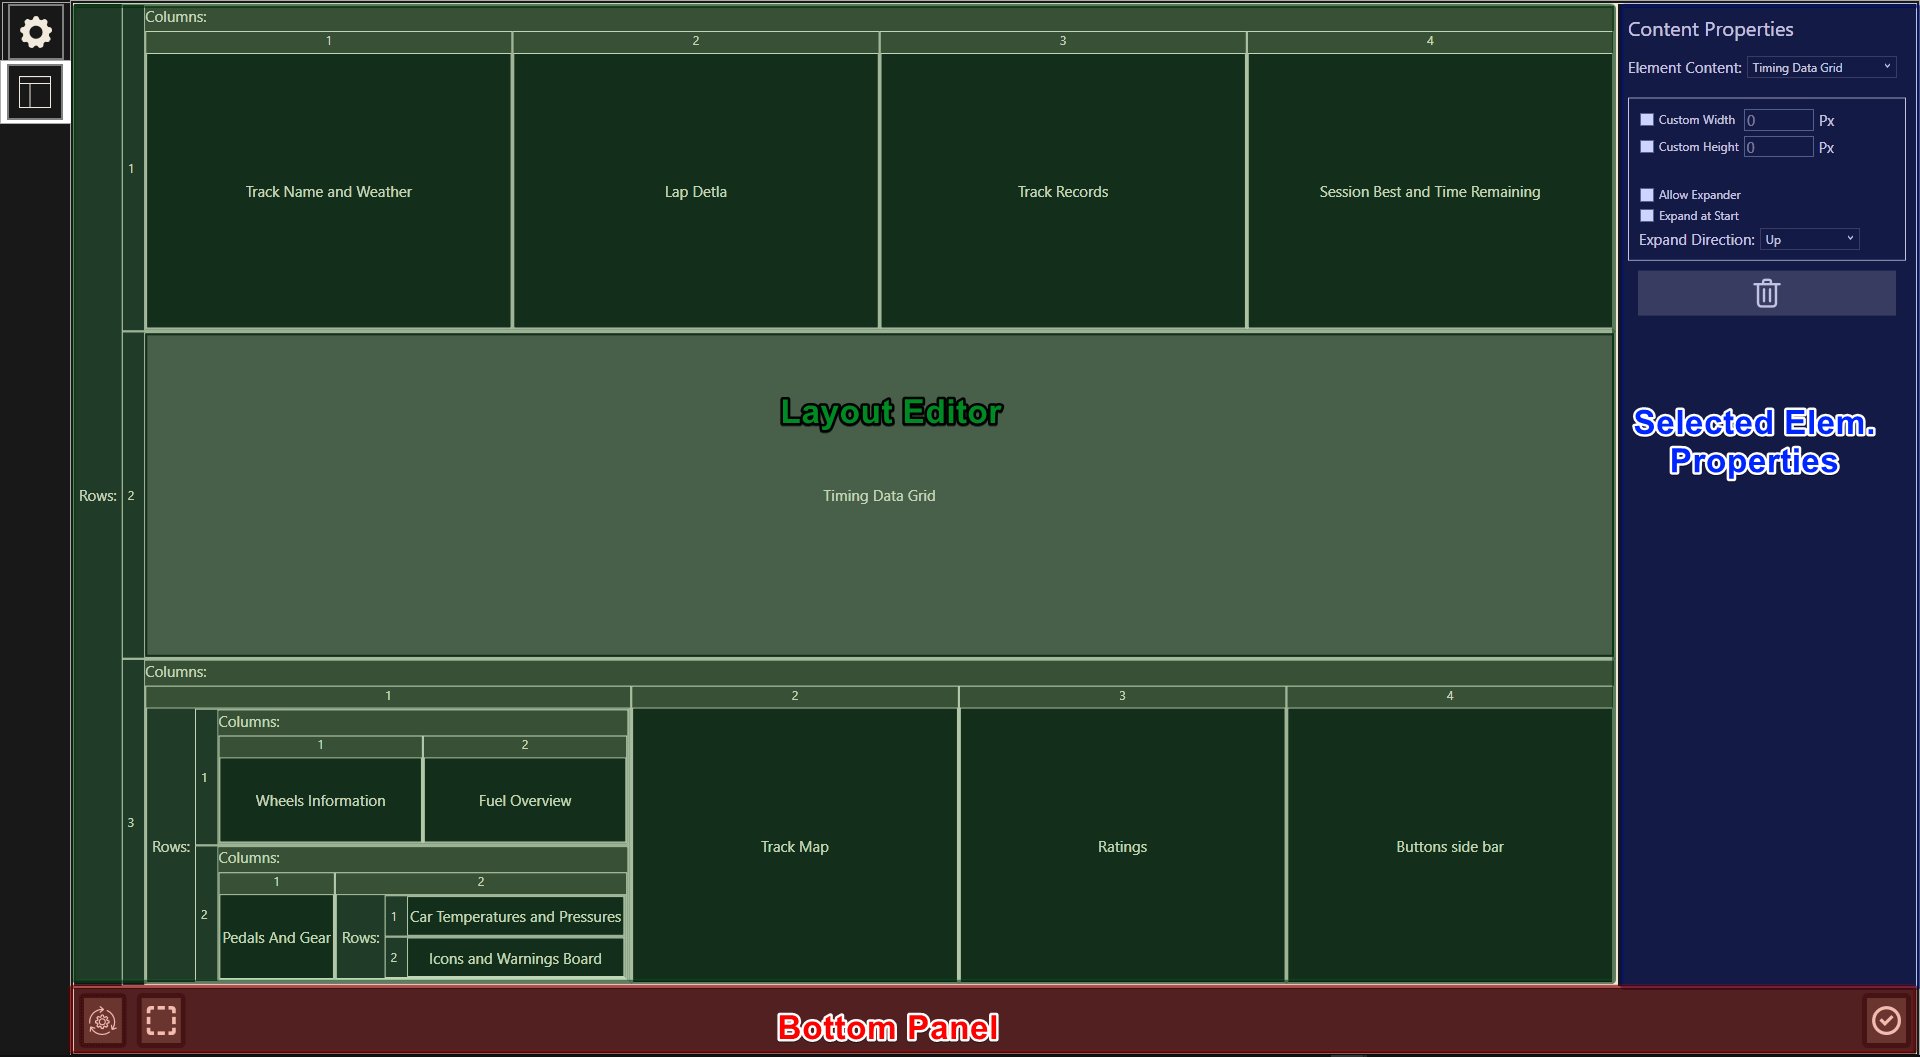 Columns:
1 2 3 4
1
Track Name and Weather
Lap Detla
Track Records
Session Best and Time Remaining
Rows:
2
Layout Editor
Timing Data Grid
3
Columns:
1 2 3 4
Rows:
1
Columns:
1 2
Wheels Information
Fuel Overview
2
Columns:
1 2
Pedals And Gear
Rows:
1 Car Temperatures and Pressures
2 Icons and Warnings Board
Track Map
Ratings
Buttons side bar
Content Properties
Element Content: Timing Data Grid
Custom Width 0 Px
Custom Height 0 Px
Allow Expander
Expand at Start
Expand Direction: Up
Selected Elem.
Properties
Bottom Panel